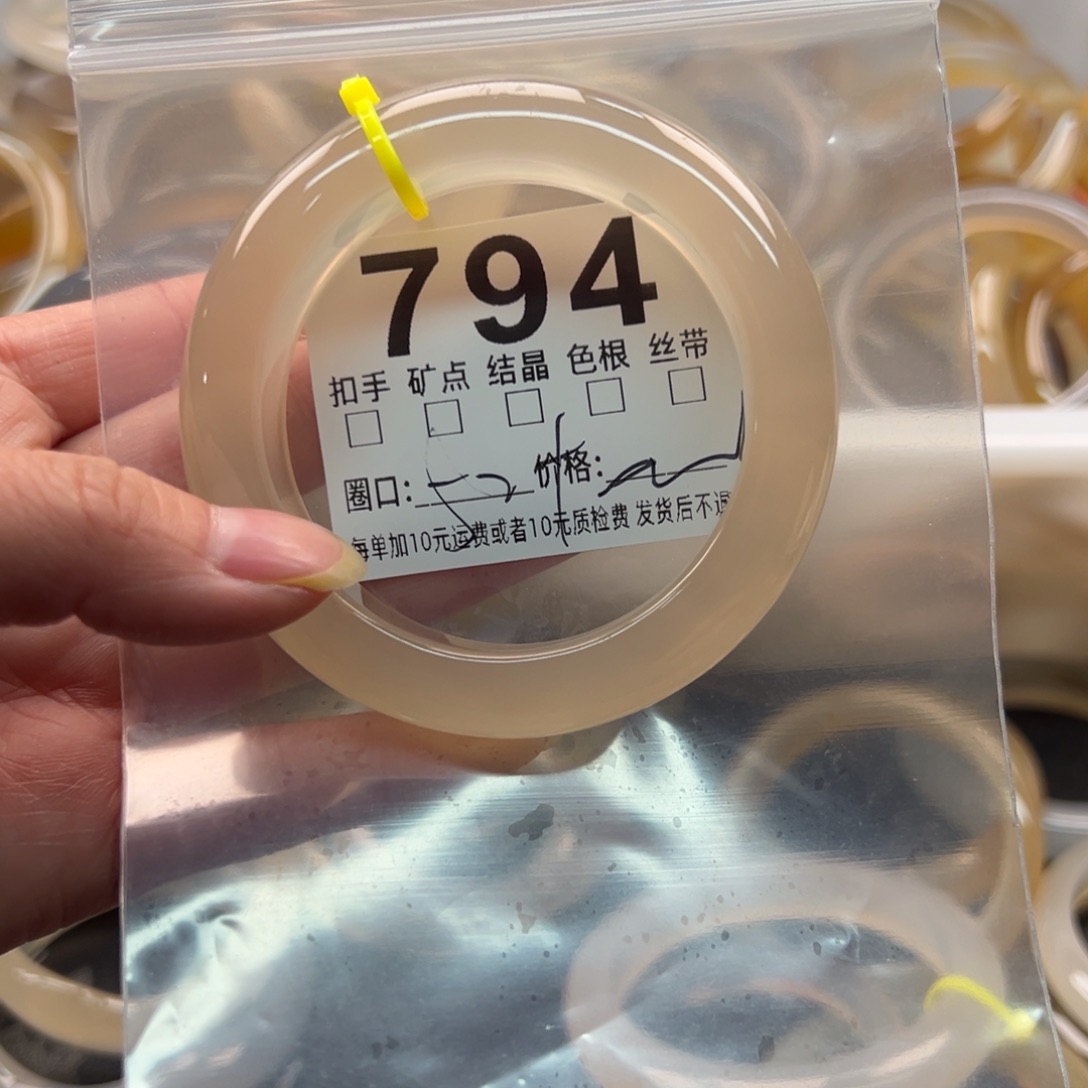 794
扣手 矿点 结晶 色根 丝带
圈口: 价格:
每单加10元运费或者10元质检费 发货后不退